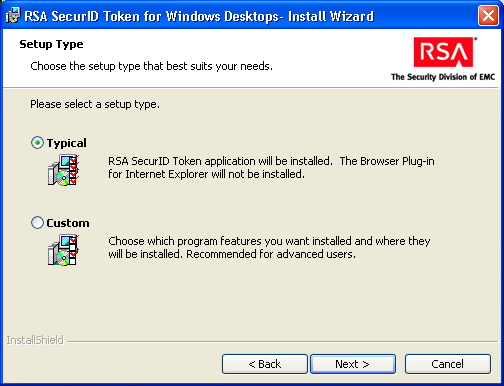 RSA SecurID Token for Windows Desktops- Install Wizard
Setup Type
Choose the setup type that best suits your needs.
RSA
The Security Division of EMC
Please select a setup type.
Typical
RSA SecurID Token application will be installed. The Browser Plug-in
for Internet Explorer will not be installed.
Custom
Choose which program features you want installed and where they
will be installed. Recommended for advanced users.
InstallShield
< Back
Next >
Cancel